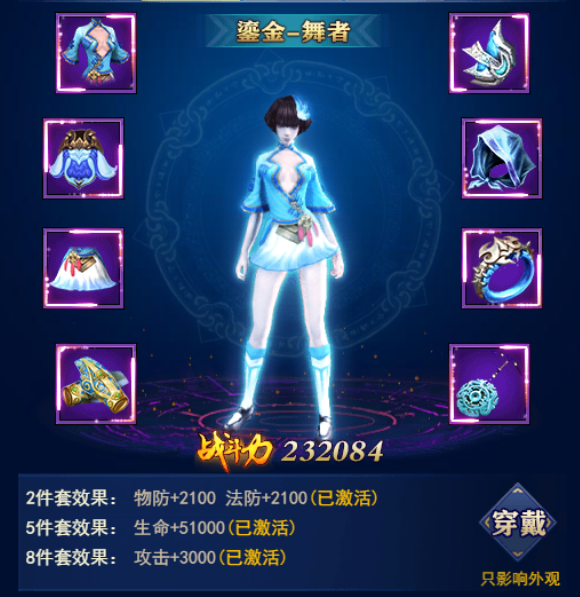 鎏金-舞者
战斗力 232084
2件套效果： 物防+2100 法防+2100(已激活)
5件套效果： 生命+51000(已激活)
8件套效果： 攻击+3000(已激活)
穿戴
只影响外观